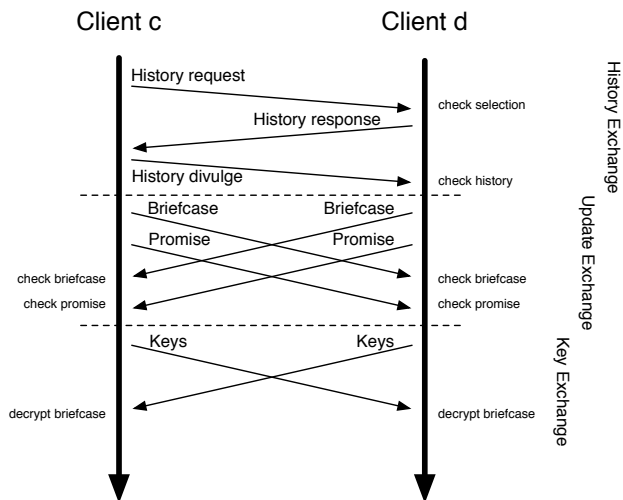 Client c
Client d
History request
check selection
History response
History divulge
check history
History Exchange
Briefcase
Briefcase
Promise
Promise
check briefcase
check briefcase
check promise
check promise
Update Exchange
Keys
Keys
decrypt briefcase
decrypt briefcase
Key Exchange